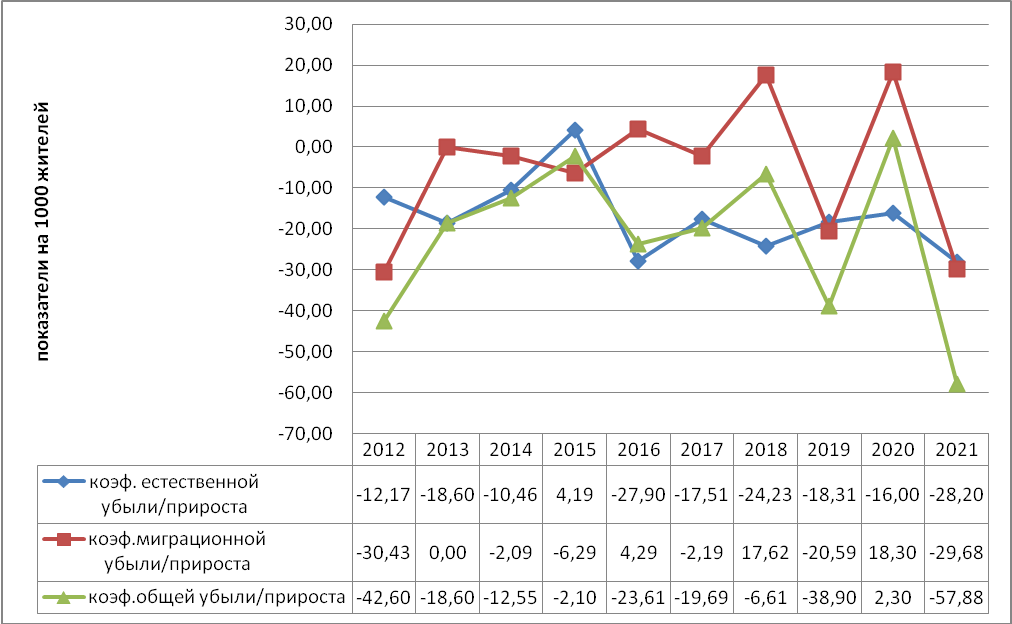 показатели на 1000 жителей
30,00
20,00
10,00
0,00
-10,00
-20,00
-30,00
-40,00
-50,00
-60,00
-70,00
2012 2013 2014 2015 2016 2017 2018 2019 2020 2021
коэф. естественной
убыли/прироста
-12,17 -18,60 -10,46 4,19 -27,90 -17,51 -24,23 -18,31 -16,00 -28,20
коэф.миграционной
убыли/прироста
-30,43 0,00 -2,09 -6,29 4,29 -2,19 17,62 -20,59 18,30 -29,68
коэф.общей убыли/прироста -42,60 -18,60 -12,55 -2,10 -23,61 -19,69 -6,61 -38,90 2,30 -57,88